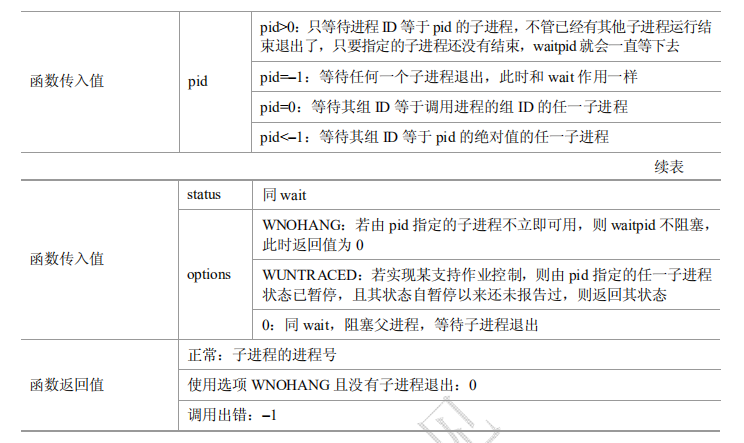 pid>0：只等待进程 ID 等于 pid 的子进程，不管已经有其他子进程运行结
束退出了，只要指定的子进程还没有结束，waitpid 就会一直等下去
函数传入值
pid
pid=–1：等待任何一个子进程退出，此时和 wait 作用一样
pid=0：等待其组 ID 等于调用进程的组 ID 的任一子进程
pid<–1：等待其组 ID 等于 pid 的绝对值的任一子进程
续表
status
同 wait
函数传入值
options
WNOHANG：若由 pid 指定的子进程不立即可用，则 waitpid 不阻塞，
此时返回值为 0
WUNTRACED：若实现某支持作业控制，则由 pid 指定的任一子进程
状态已暂停，且其状态自暂停以来还未报告过，则返回其状态
0：同 wait，阻塞父进程，等待子进程退出
函数返回值
正常：子进程的进程号
使用选项 WNOHANG 且没有子进程退出：0
调用出错：–1